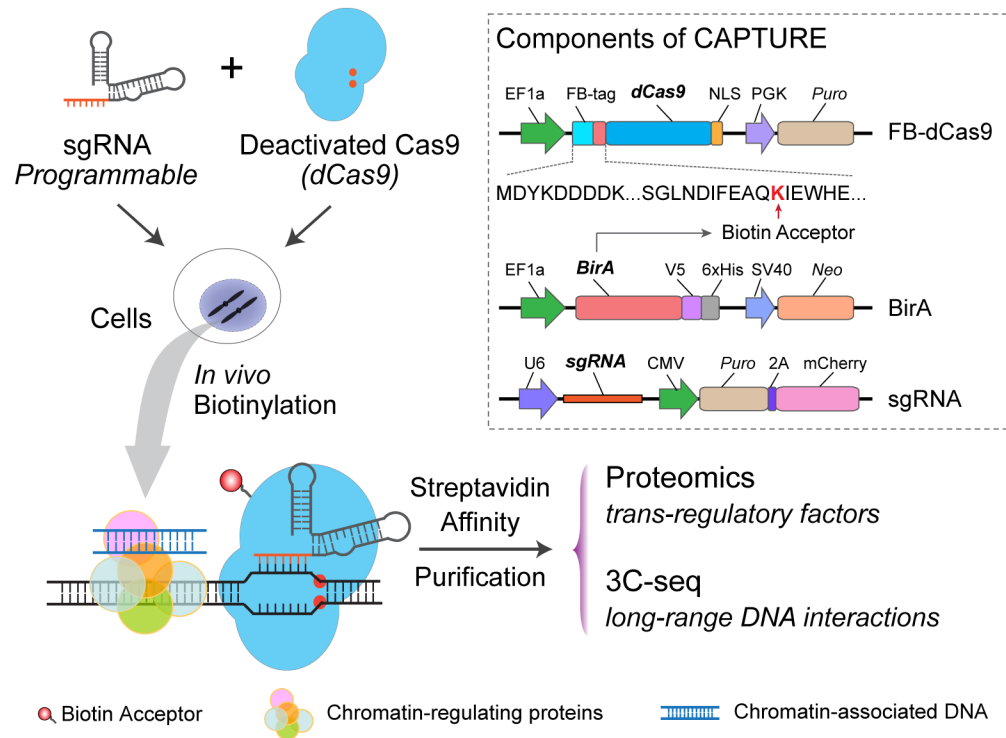 sgRNA
Programmable
+
Deactivated Cas9
(dCas9)
Cells
In vivo
Biotinylation
Streptavidin
Affinity
Purification
Proteomics
trans-regulatory factors
3C-seq
long-range DNA interactions
Components of CAPTURE
EF1a FB-tag dCas9 NLS PGK Puro
FB-dCas9
MDYKDDDDK...SGLNDIFEAQKIEWHE...
Biotin Acceptor
EF1a BirA V5 6xHis SV40 Neo
BirA
U6 sgRNA CMV Puro 2A mCherry
sgRNA
Biotin Acceptor
Chromatin-regulating proteins
Chromatin-associated DNA